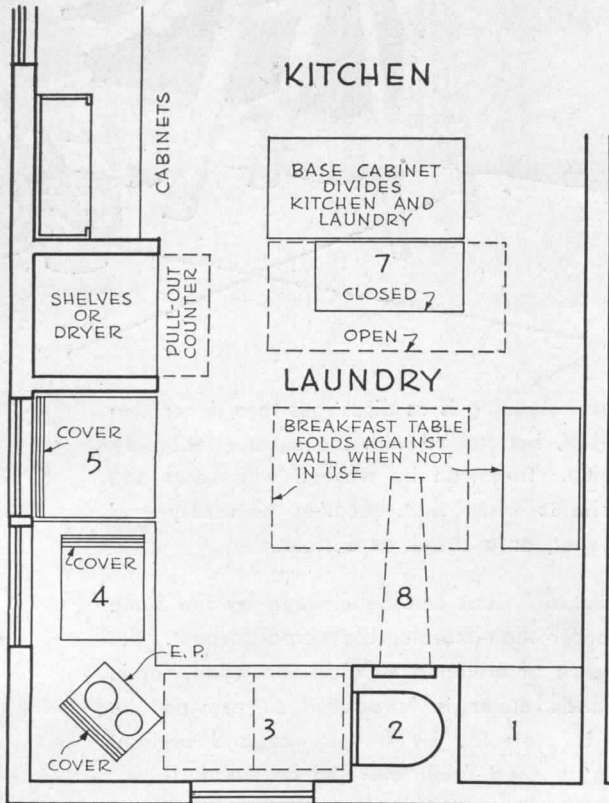 KITCHEN
CABINETS
BASE CABINET
DIVIDES
KITCHEN AND
LAUNDRY
7
CLOSED
OPEN
SHELVES
OR
DRYER
PULL-OUT
COUNTER
LAUNDRY
BREAKFAST TABLE
FOLDS AGAINST
WALL WHEN NOT
IN USE
COVER
5
COVER
4
8
E.P.
COVER
3
2
1